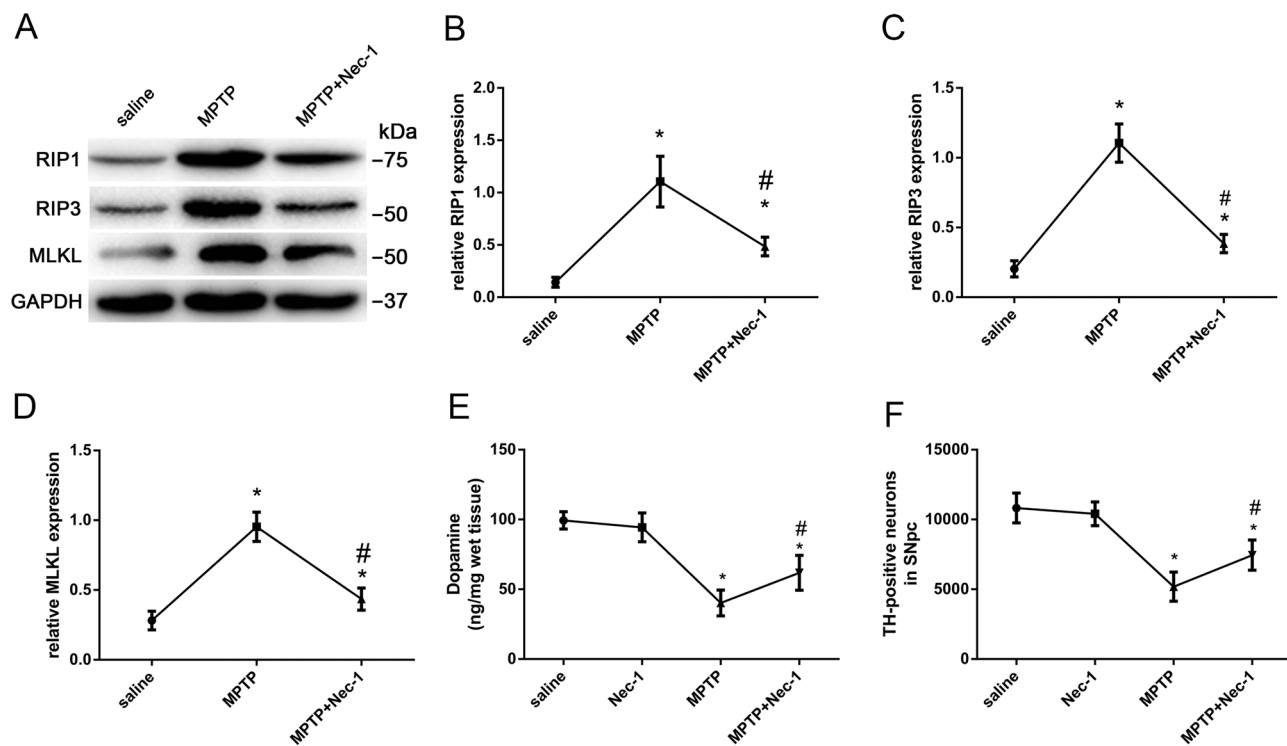 A
saline
MPTP
MPTP+Nec-1
kDa
RIP1
–75
RIP3
–50
MLKL
–50
GAPDH
–37
B
relative RIP1 expression
2.0
1.5
1.0
0.5
0.0
*
#
*
saline
MPTP
MPTP+Nec-1
C
relative RIP3 expression
1.5
1.0
0.5
0.0
*
#
*
saline
MPTP
MPTP+Nec-1
D
relative MLKL expression
1.5
1.0
0.5
0.0
*
#
*
saline
MPTP
MPTP+Nec-1
E
Dopamine
(ng/mg wet tissue)
150
100
50
0
*
#
*
saline
Nec-1
MPTP
MPTP+Nec-1
F
TH-positive neurons
in SNpc
15000
10000
5000
0
*
#
*
saline
Nec-1
MPTP
MPTP+Nec-1